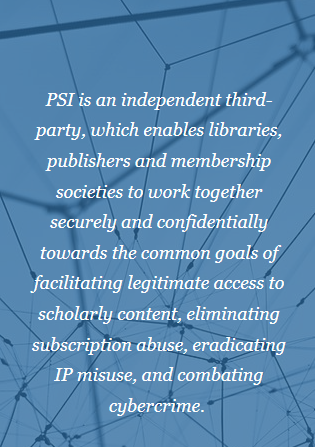 PSI is an independent third-
party, which enables libraries,
publishers and membership
societies to work together
securely and confidentially
towards the common goals of
facilitating legitimate access to
scholarly content, eliminating
subscription abuse, eradicating
IP misuse, and combating
cybercrime.